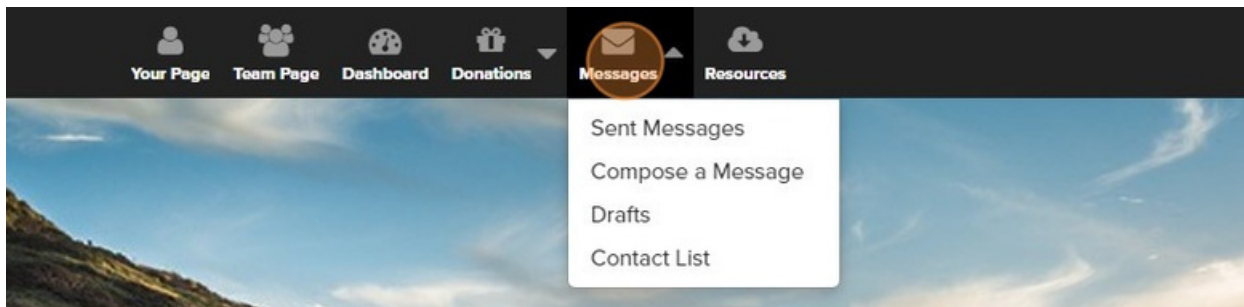 Your Page Team Page Dashboard Donations Messages Resources
Sent Messages
Compose a Message
Drafts
Contact List